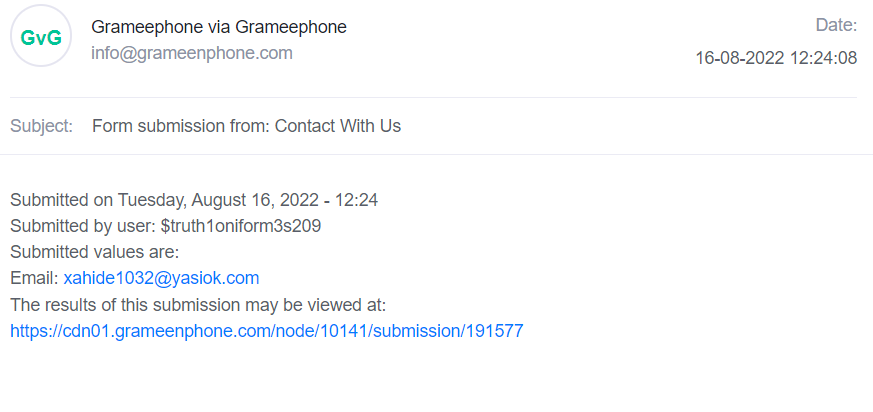 GvG
Grameephone via Grameephone
info@grameenphone.com
Date:
16-08-2022 12:24:08
Subject: Form submission from: Contact With Us
Submitted on Tuesday, August 16, 2022 - 12:24
Submitted by user: $truth1oniform3s209
Submitted values are:
Email: xahide1032@yasiok.com
The results of this submission may be viewed at:
https://cdn01.grameenphone.com/node/10141/submission/191577